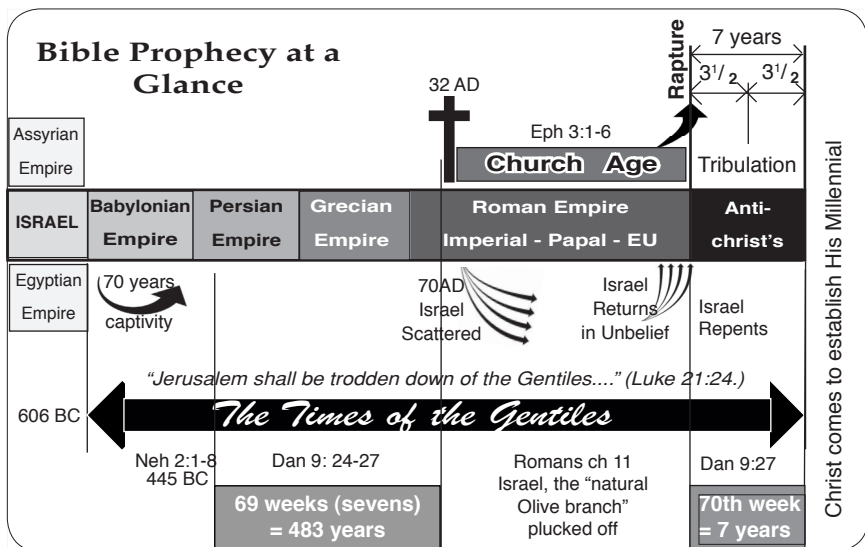 Bible Prophecy at a
Glance
7 years
3 1/2 3 1/2
Rapture
32 AD
Eph 3:1-6
Church Age
Tribulation
Assyrian
Empire
ISRAEL
Babylonian
Empire
Persian
Empire
Grecian
Empire
Roman Empire
Imperial - Papal - EU
Anti-
christ's
Egyptian
Empire
70 years
captivity
70AD
Israel
Scattered
Israel
Returns
in Unbelief
Israel
Repents
“Jerusalem shall be trodden down of the Gentiles....” (Luke 21:24.)
606 BC
The Times of the Gentiles
Neh 2:1-8
445 BC
Dan 9: 24-27
69 weeks (sevens)
= 483 years
Romans ch 11
Israel, the “natural
Olive branch”
plucked off
Dan 9:27
70th week
= 7 years
Christ comes to establish His Millennial